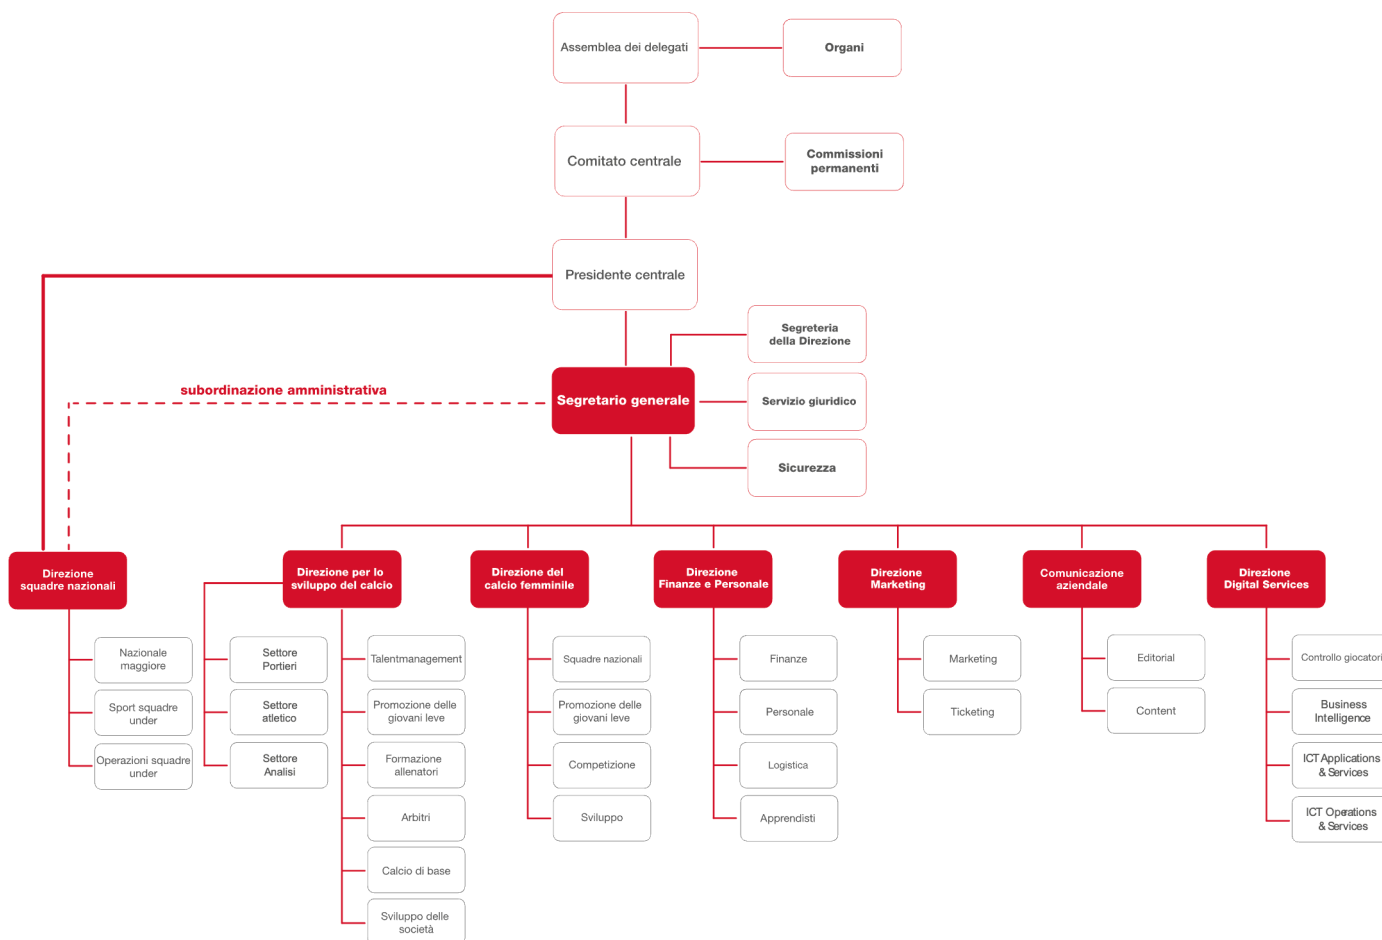 Assemblea dei delegati
Organi
Comitato centrale
Commissioni
permanenti
Presidente centrale
Segreteria
della Direzione
subordinazione amministrativa
Segretario generale
Servizio giuridico
Sicurezza
Direzione
squadre nazionali
Direzione per lo
sviluppo del calcio
Direzione del
calcio femminile
Direzione
Finanze e Personale
Direzione
Marketing
Comunicazione
aziendale
Direzione
Digital Services
Nazionale
maggiore
Sport squadre
under
Operazioni squadre
under
Settore
Portieri
Settore
atletico
Settore
Analisi
Talentmanagement
Promozione delle
giovani leve
Formazione
allenatori
Arbitri
Calcio di base
Sviluppo delle
società
Squadre nazionali
Promozione delle
giovani leve
Competizione
Sviluppo
Finanze
Personale
Logistica
Apprendisti
Marketing
Ticketing
Editorial
Content
Controllo giocatori
Business
Intelligence
ICT Applications
& Services
ICT Operations
& Services